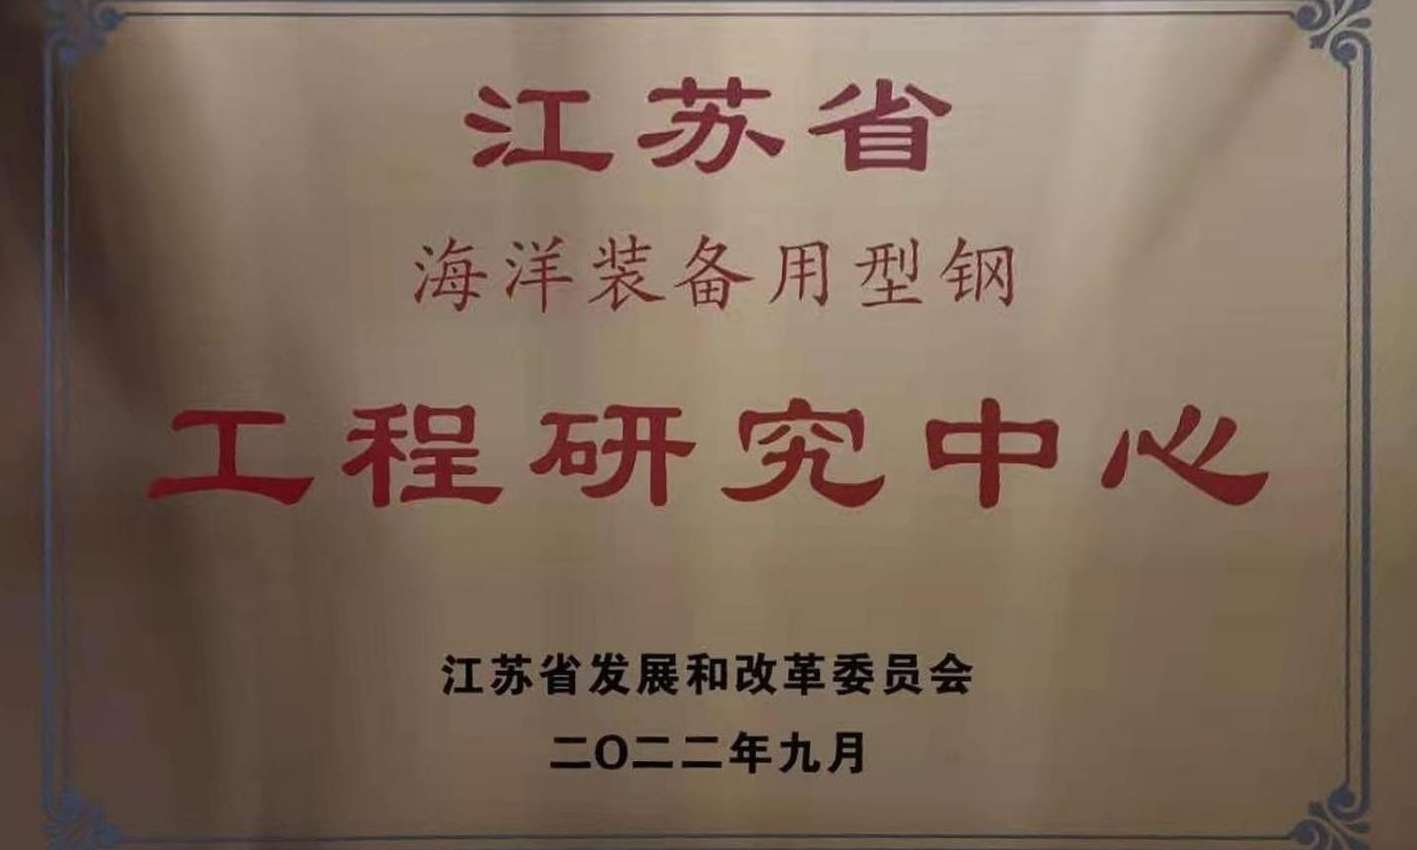 江苏省
海洋装备用型钢
工程研究中心
江苏省发展和改革委员会
二〇二二年九月